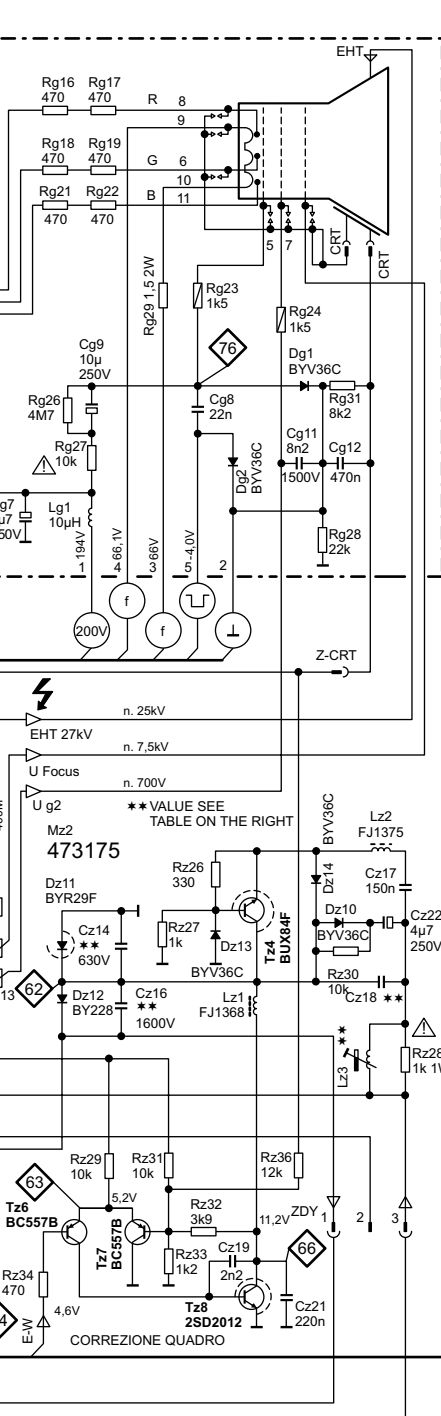 EHT
Rg16 Rg17
470 470
R 8
9
Rg18 Rg19
470 470
G 6
10
Rg21 Rg22
470 470
B 11
5 7
CRT
CRT
Rg29 1,5 2W
Rg23
1k5
Rg24
1k5
76
Cg9
10µ
250V
Dg1
BYV36C
Rg26
4M7
Cg8
22n
Rg31
8k2
Rg27
10k
Dg2
BYV36C
Cg11
8n2
1500V
Cg12
470n
g7
µ7
50V
Lg1
10µH
Rg28
22k
194V
66,1V
66V
-4,0V
1 4 3 5 2
200V
f
f
Z-CRT
n. 25kV
EHT 27kV
n. 7,5kV
U Focus
n. 700V
U g2
✶✶ VALUE SEE
TABLE ON THE RIGHT
Mz2
473175
BYV36C
Lz2
FJ1375
Rz26
330
Dz14
Cz17
150n
Dz11
BYR29F
Cz14
✶✶
630V
Rz27
1k
Dz13
BYV36C
Tz4
BUX84F
Dz10
BYV36C
Cz22
4µ7
250V
13
62
Dz12
BY228
Cz16
✶✶
1600V
Lz1
FJ1368
Rz30
10k
Cz18 ✶✶
✶✶
Lz3
Rz28
1k 1W
Rz29
10k
Rz31
10k
Rz36
12k
63
5,2V
Tz6
BC557B
Tz7
BC557B
Rz32
3k9
11,2V
ZDY 1 2 3
Rz33
1k2
Cz19
2n2
66
Rz34
470
Tz8
2SD2012
Cz21
220n
4
E-W
4,6V
CORREZIONE QUADRO